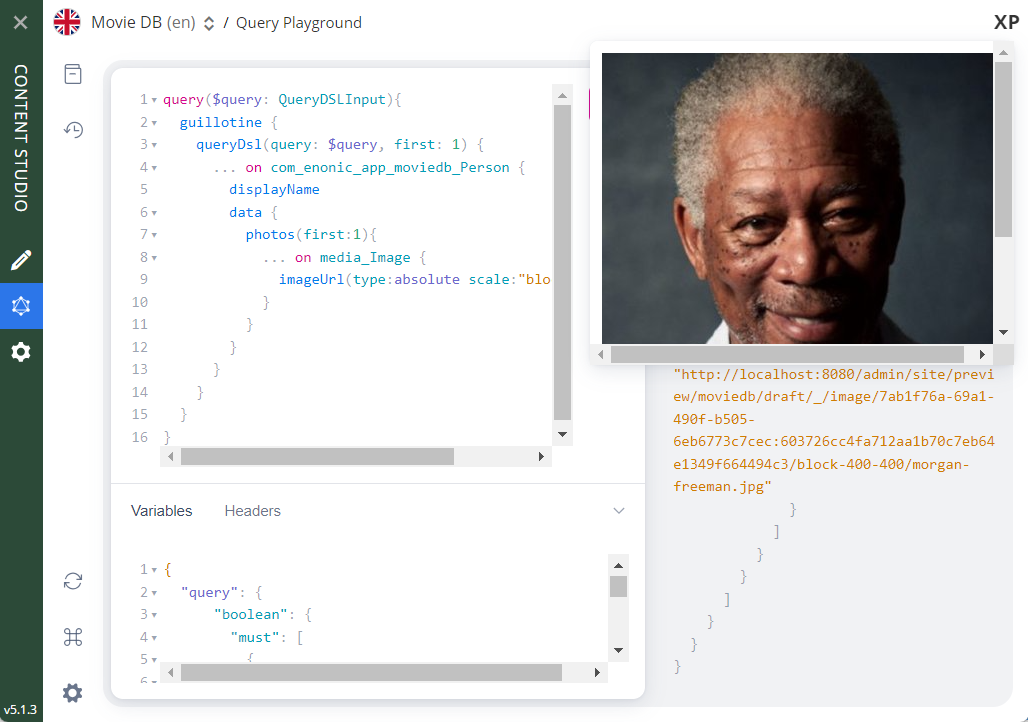 Movie DB (en) / Query Playground
XP
CONTENT STUDIO
1 query($query: QueryDSLInput){
2 guillotine {
3 queryDsl(query: $query, first: 1) {
4 ... on com_enonic_app_moviedb_Person {
5 displayName
6 data {
7 photos(first:1){
8 ... on media_Image {
9 imageUrl(type:absolute scale:"blo
10 }
11 }
12 }
13 }
14 }
15 }
16 }
Variables Headers
1 {
2 "query": {
3 "boolean": {
4 "must": [
5 {
6
"http://localhost:8080/admin/site/previ
ew/moviedb/draft/_/image/7ab1f76a-69a1-
490f-b505-
6eb6773c7cec:603726cc4fa712aa1b70c7eb64
e1349f664494c3/block-400-400/morgan-
freeman.jpg"
}
]
}
}
]
}
}
}
v5.1.3